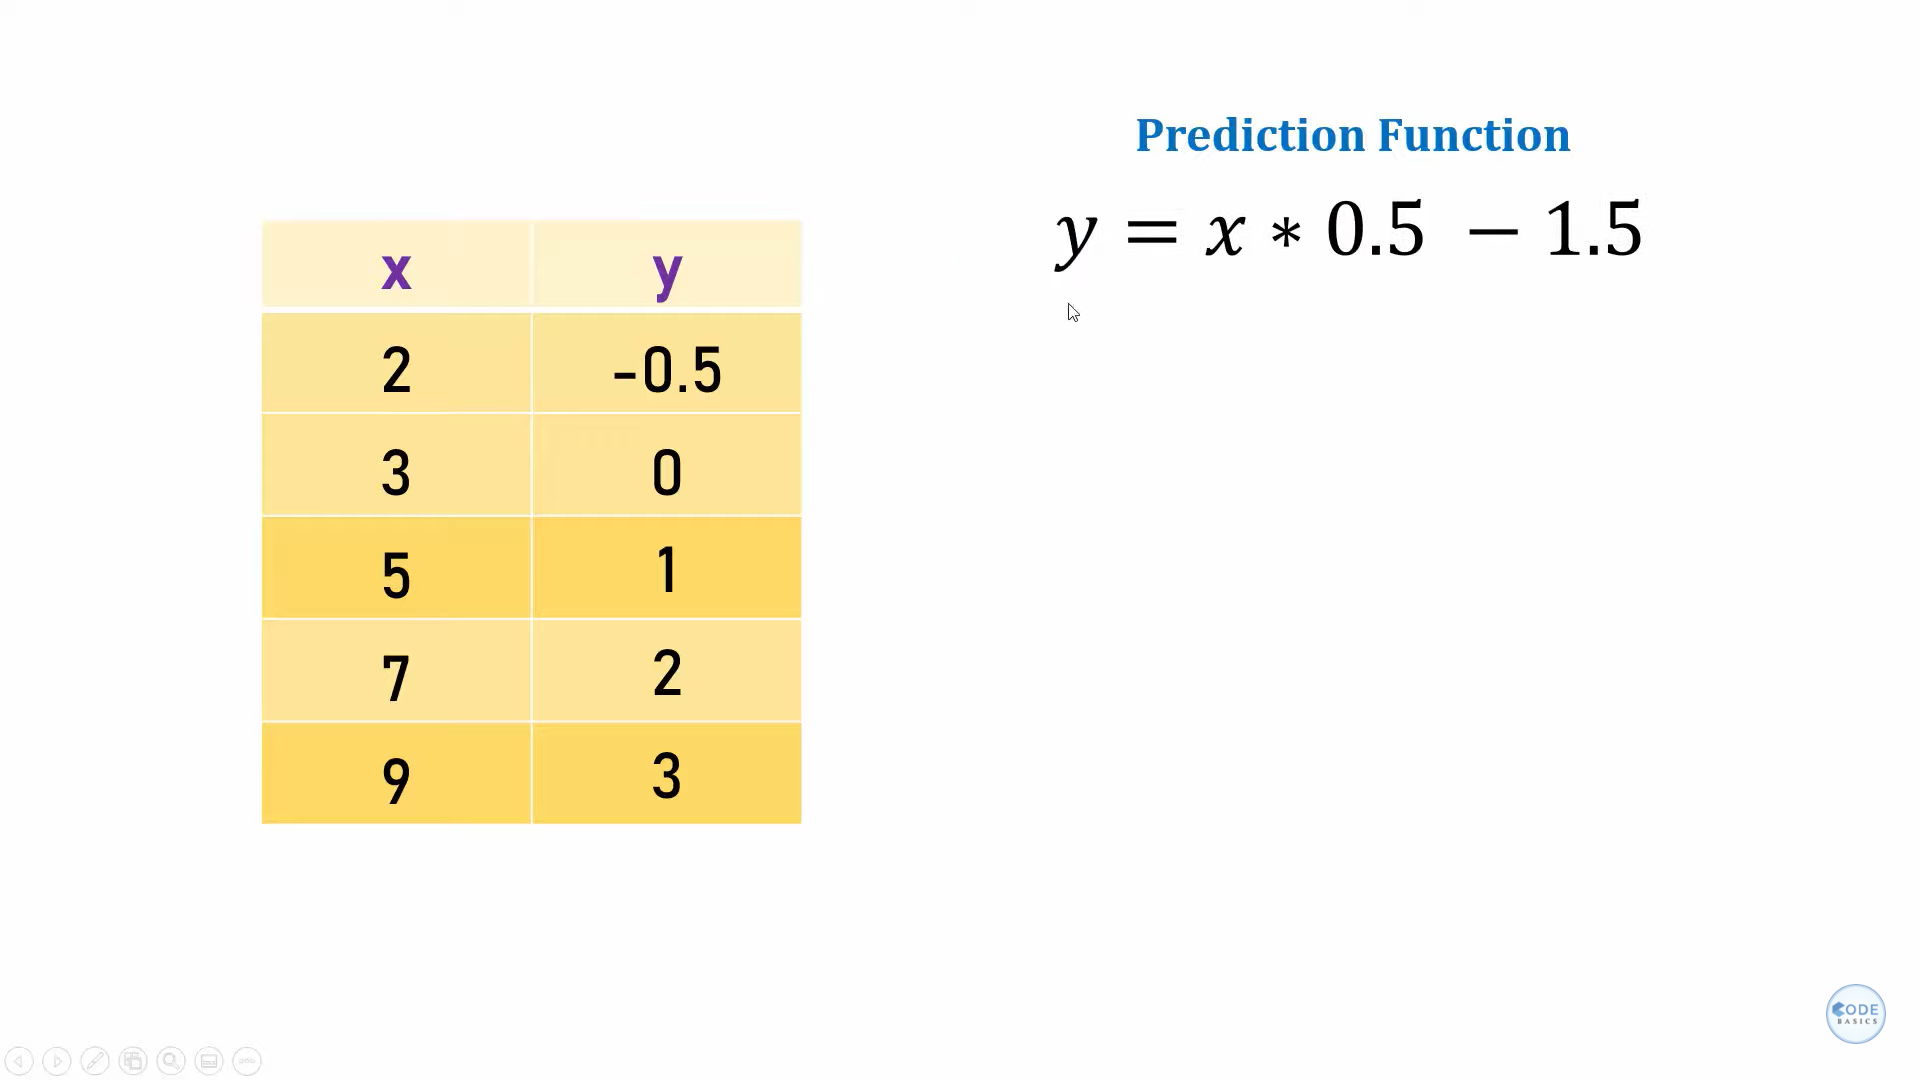 Prediction Function
y = x * 0.5 − 1.5
x y
2 -0.5
3 0
5 1
7 2
9 3
CODE
BASICS